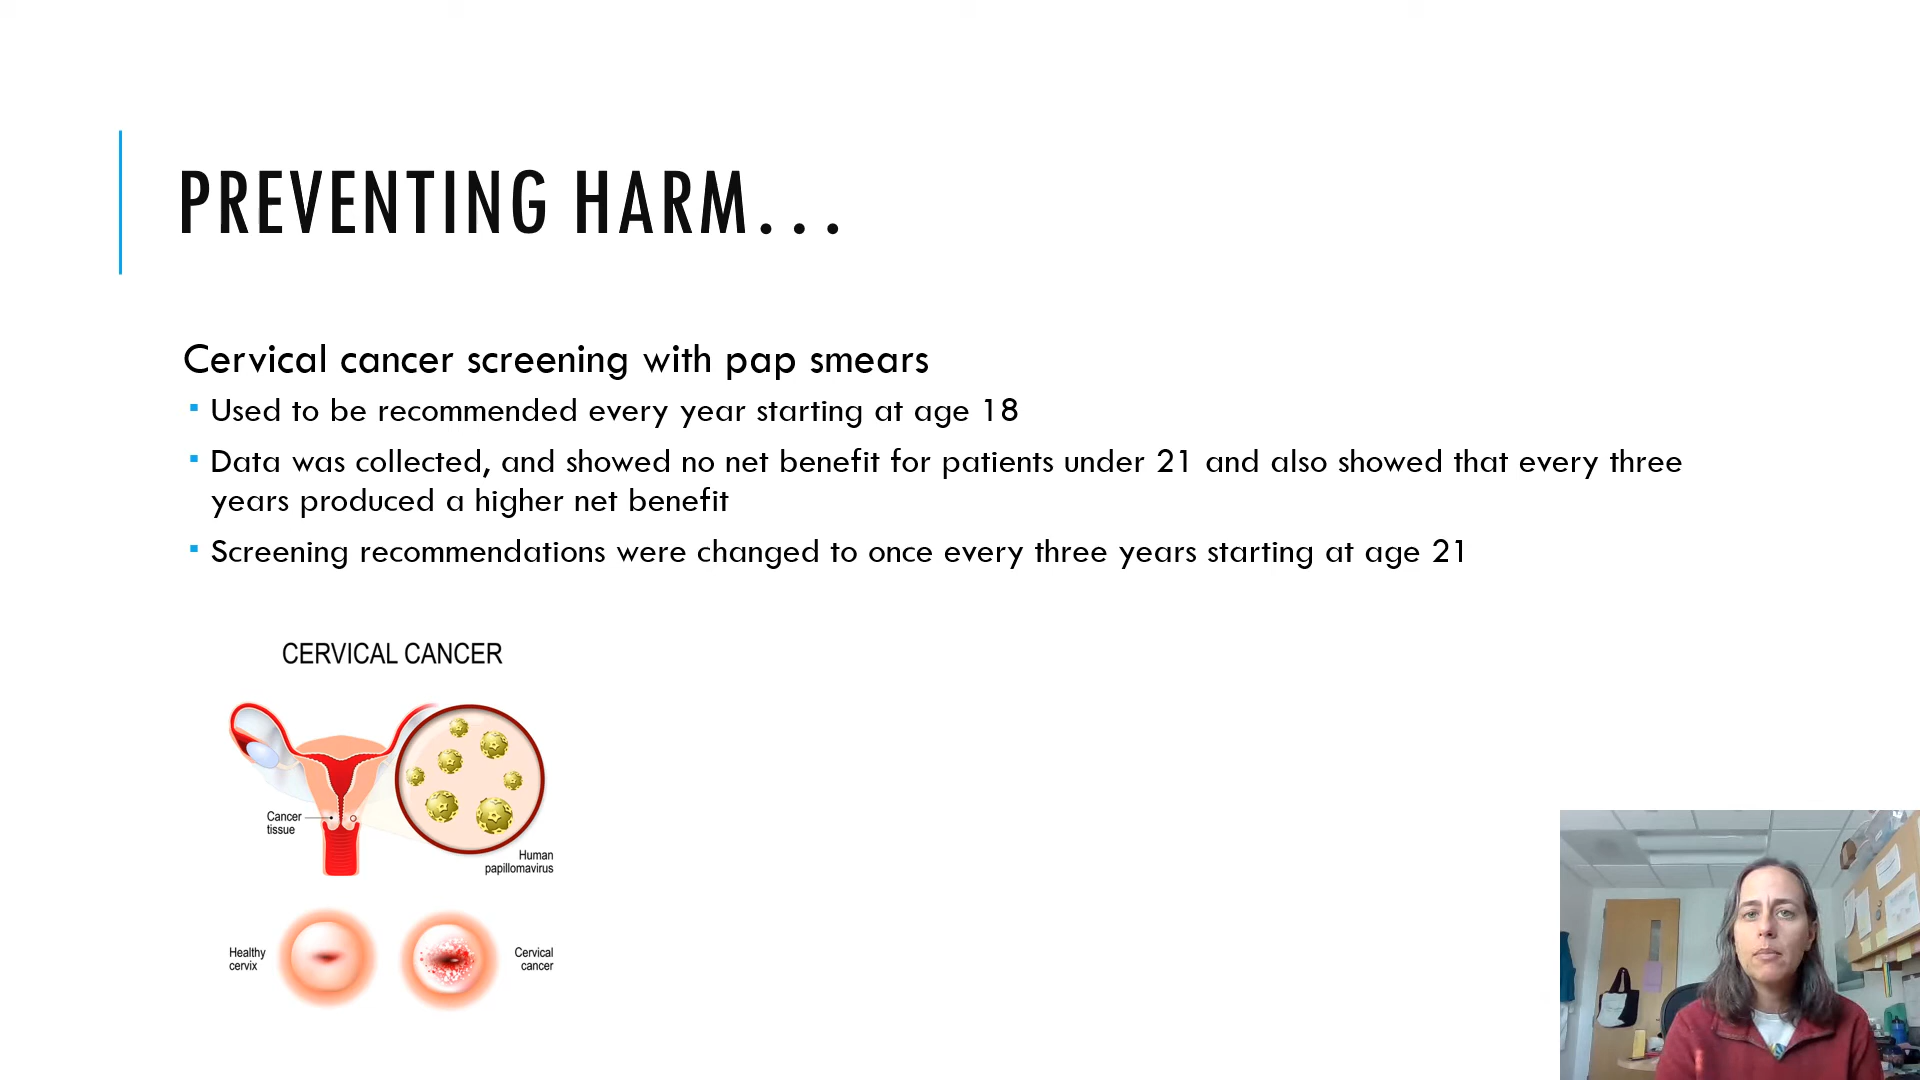 PREVENTING HARM...
Cervical cancer screening with pap smears
Used to be recommended every year starting at age 18
Data was collected, and showed no net benefit for patients under 21 and also showed that every three
years produced a higher net benefit
Screening recommendations were changed to once every three years starting at age 21
CERVICAL CANCER
Cancer
tissue
Human
papillomavirus
Healthy
cervix
Cervical
cancer